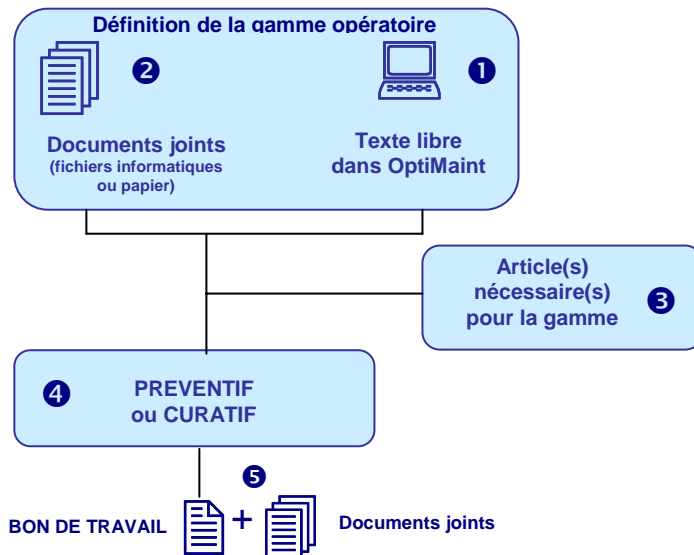 Définition de la gamme opératoire
❷
❶
Documents joints
(fichiers informatiques
ou papier)
Texte libre
dans OptiMaint
Article(s)
nécessaire(s)
pour la gamme
❸
❹
PREVENTIF
ou CURATIF
❺
BON DE TRAVAIL
+
Documents joints